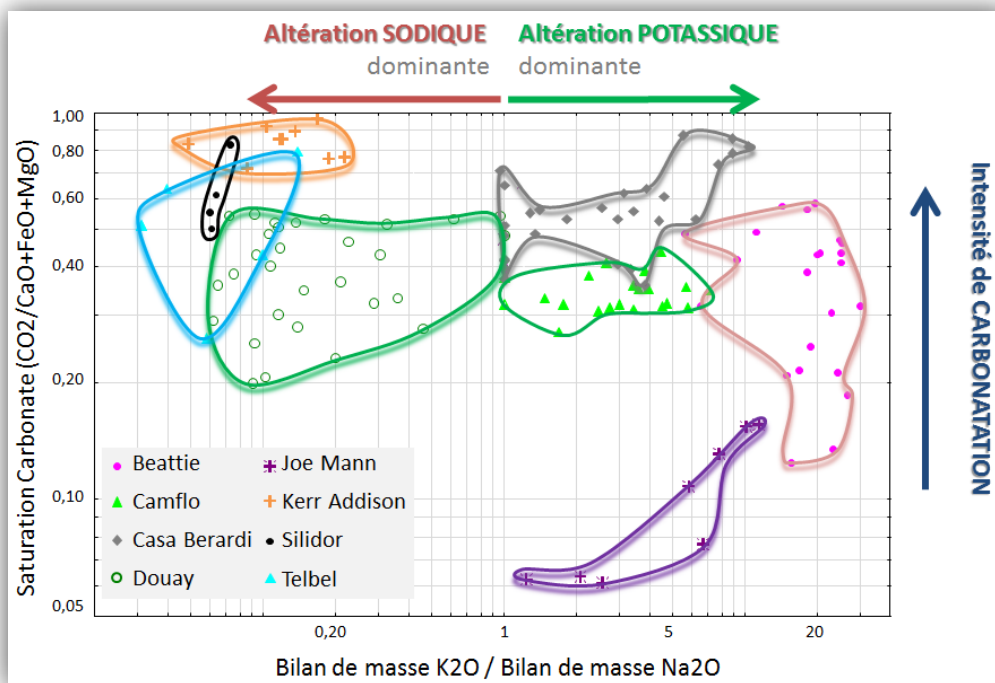 Altération SODIQUE
dominante
Altération POTASSIQUE
dominante
Saturation Carbonate (CO2/CaO+FeO+MgO)
1,00
0,80
0,60
0,40
0,20
0,10
0,05
Beattie
Camflo
Casa Berardi
Douay
Joe Mann
Kerr Addison
Silidor
Telbel
Intensité de CARBONATATION
0,20
1
5
20
Bilan de masse K2O / Bilan de masse Na2O